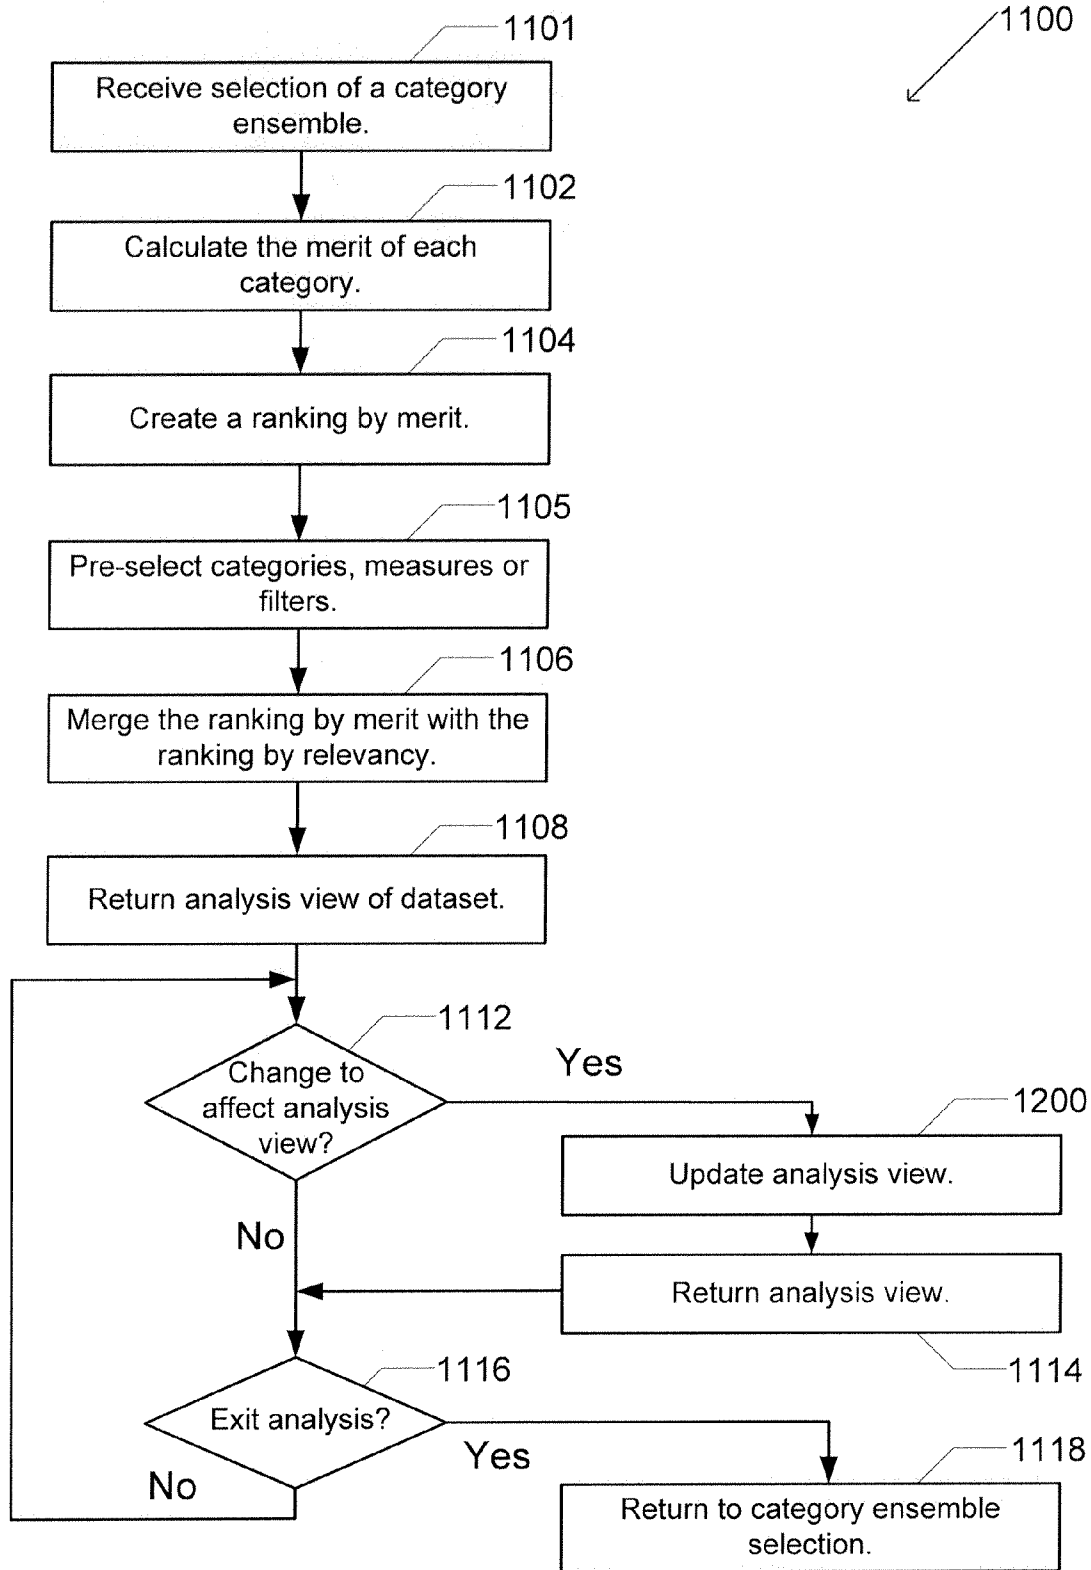 1101
1100
Receive selection of a category
ensemble.
1102
Calculate the merit of each
category.
1104
Create a ranking by merit.
1105
Pre-select categories, measures or
filters.
1106
Merge the ranking by merit with the
ranking by relevancy.
1108
Return analysis view of dataset.
1112
Change to
affect analysis
view?
Yes
1200
Update analysis view.
No
Return analysis view.
1114
1116
Exit analysis?
Yes
No
1118
Return to category ensemble
selection.